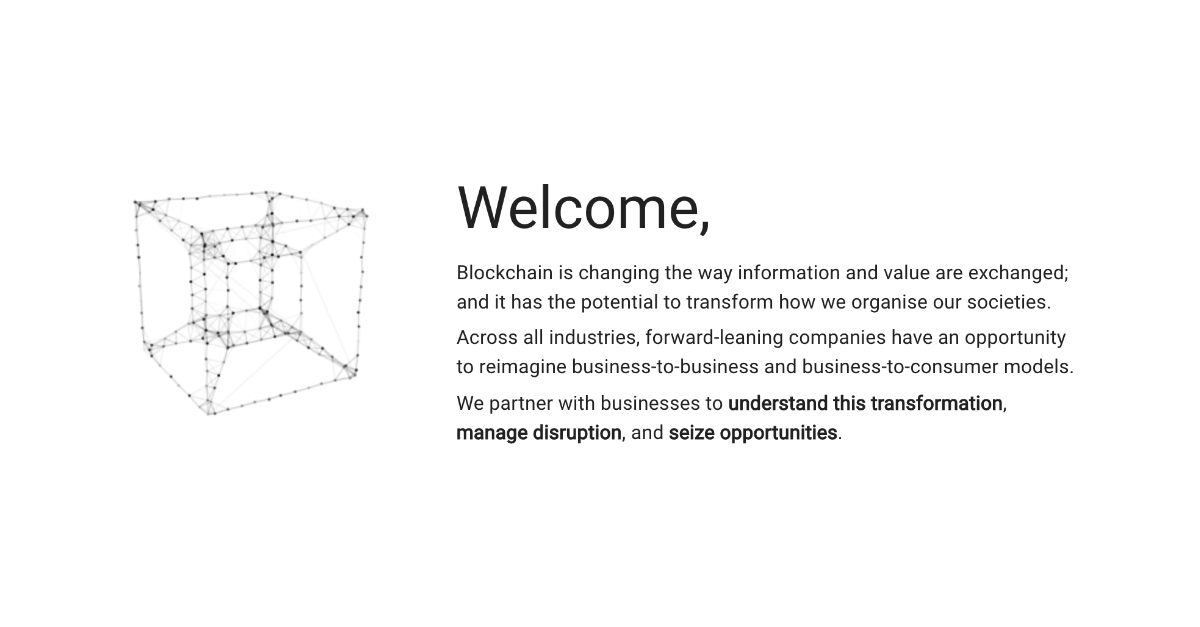 Welcome,
Blockchain is changing the way information and value are exchanged;
and it has the potential to transform how we organise our societies.
Across all industries, forward-leaning companies have an opportunity
to reimagine business-to-business and business-to-consumer models.
We partner with businesses to understand this transformation,
manage disruption, and seize opportunities.